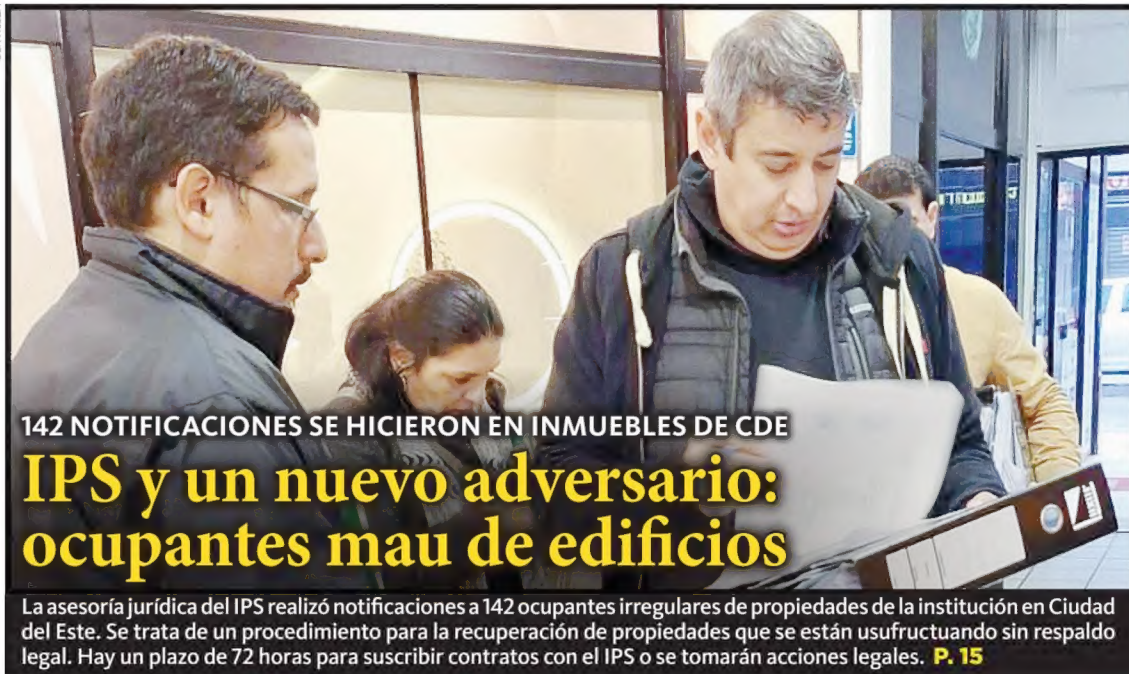 142 NOTIFICACIONES SE HICIERON EN INMUEBLES DE CDE
IPS y un nuevo adversario:
ocupantes mau de edificios
La asesoría jurídica del IPS realizó notificaciones a 142 ocupantes irregulares de propiedades de la institución en Ciudad
del Este. Se trata de un procedimiento para la recuperación de propiedades que se están usufructuando sin respaldo
legal. Hay un plazo de 72 horas para suscribir contratos con el IPS o se tomarán acciones legales. P. 15